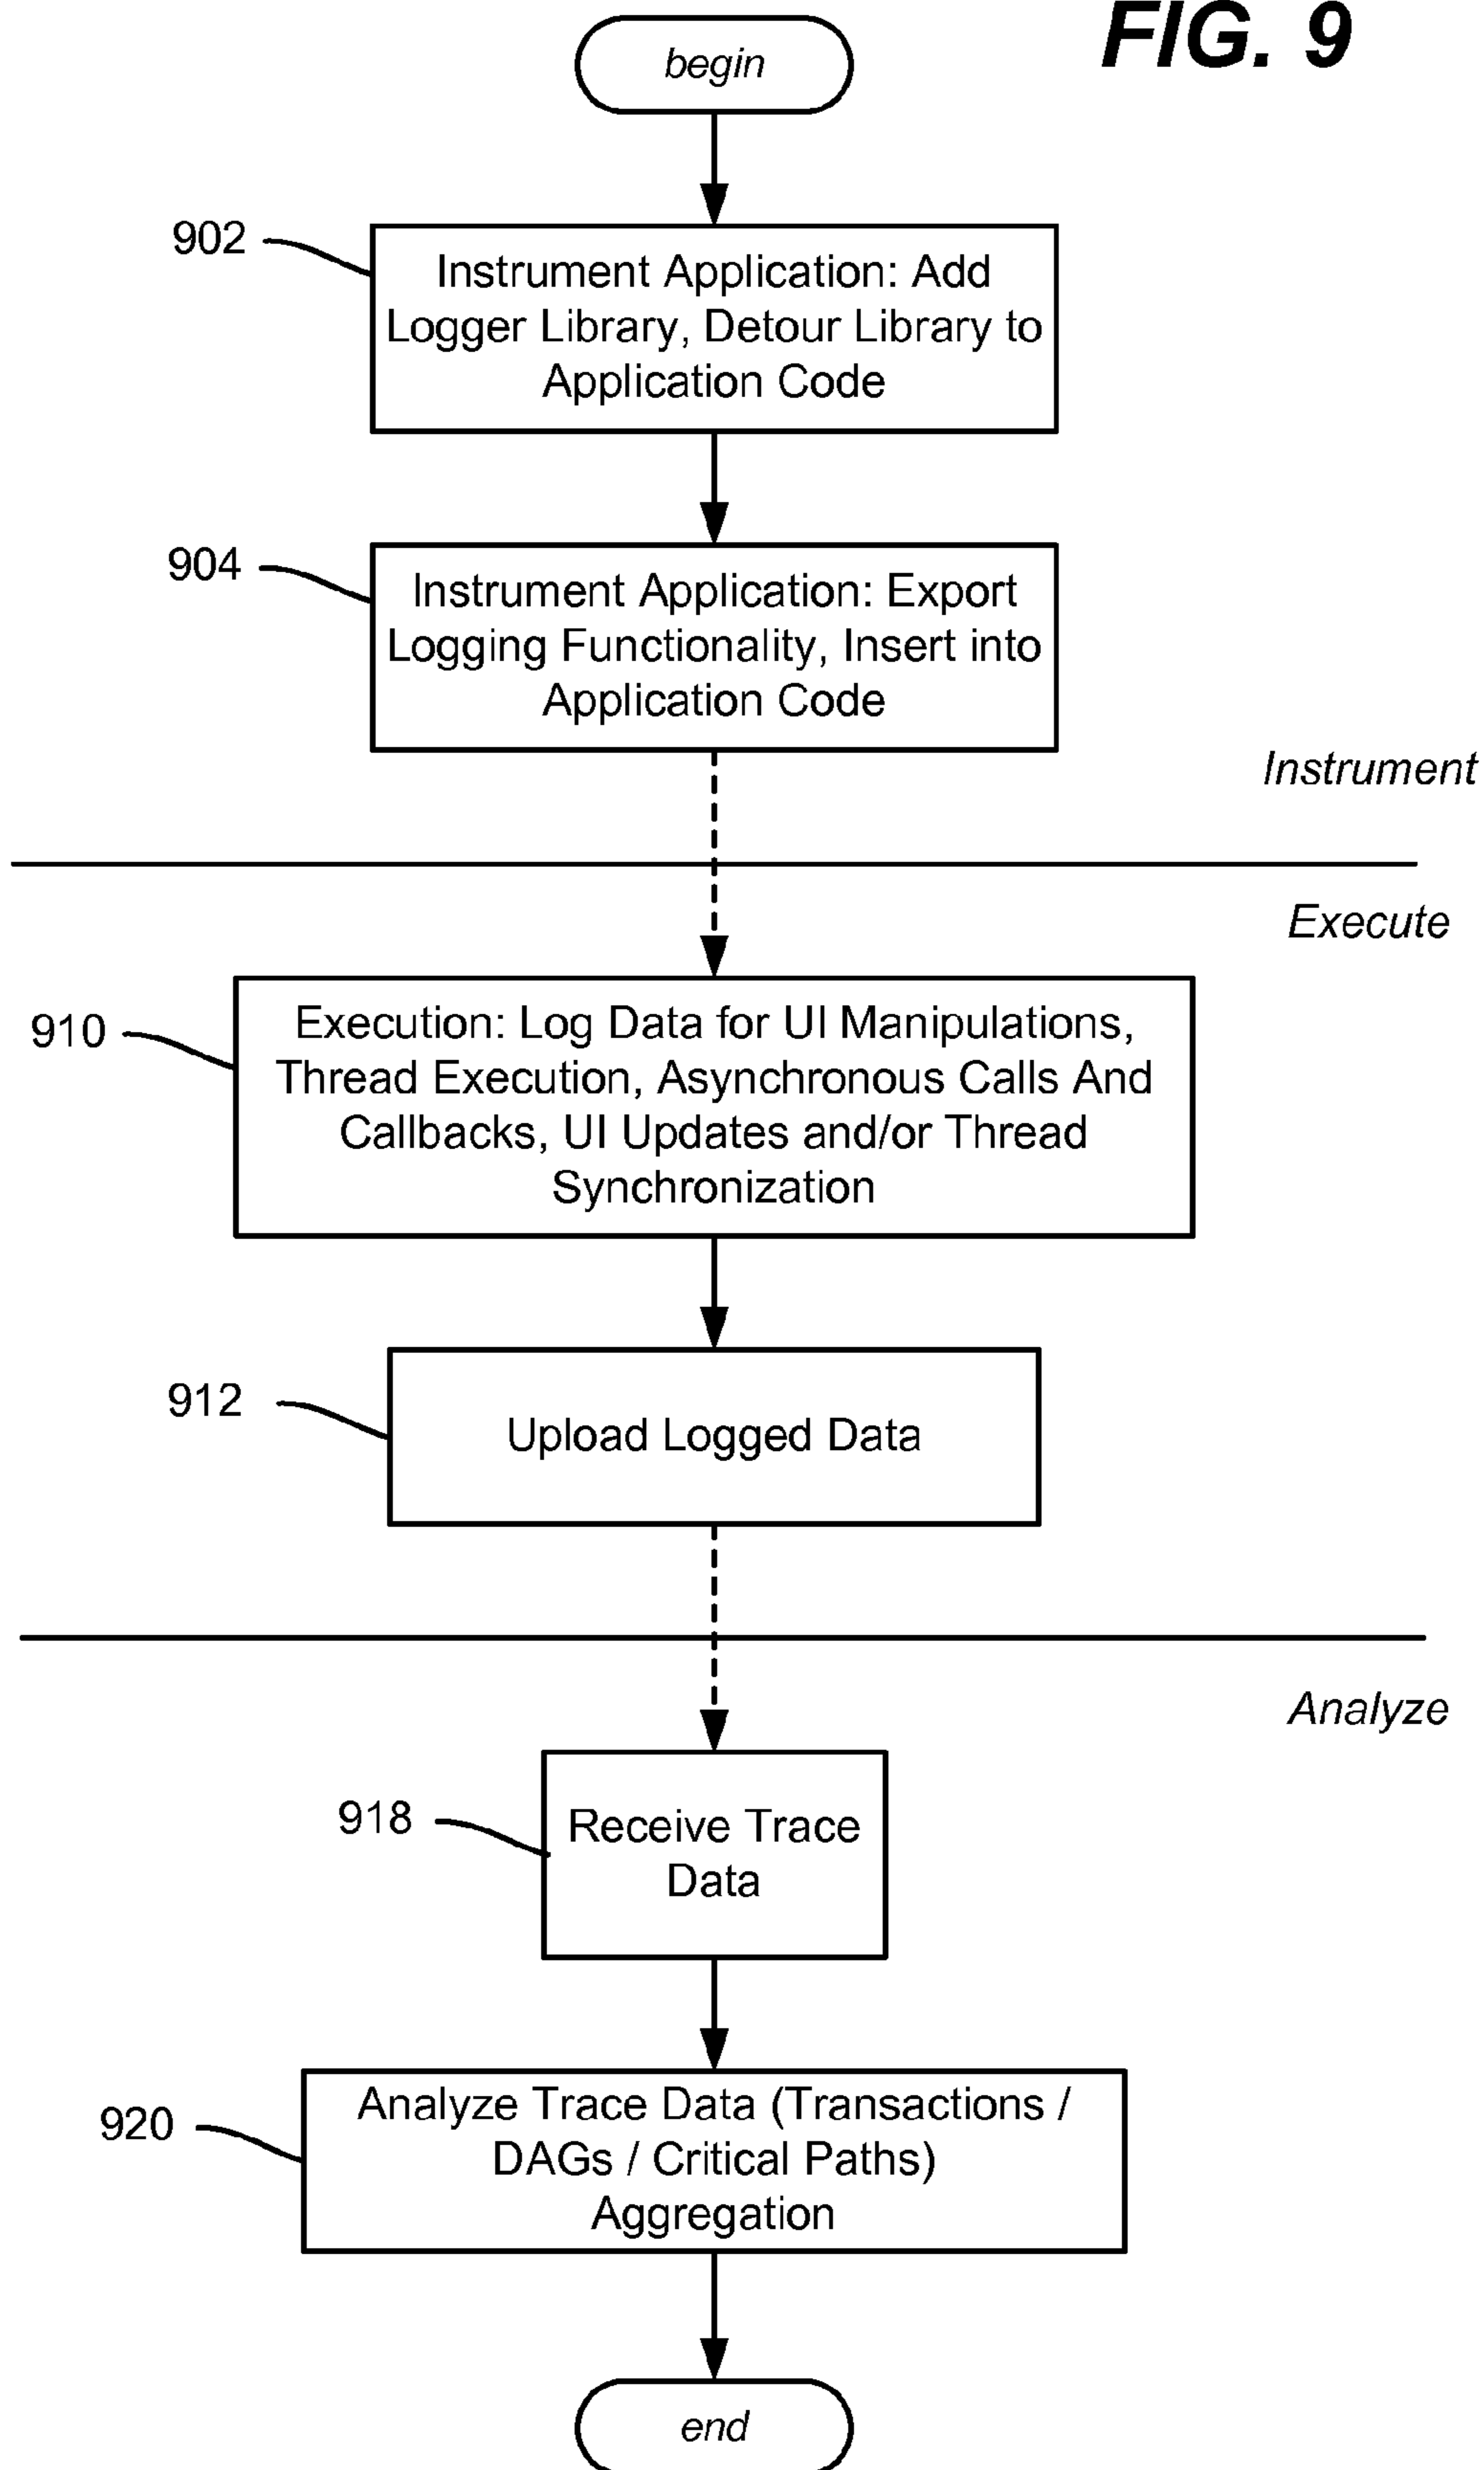 FIG. 9
begin
902
Instrument Application: Add
Logger Library, Detour Library to
Application Code
904
Instrument Application: Export
Logging Functionality, Insert into
Application Code
Instrument
Execute
910
Execution: Log Data for UI Manipulations,
Thread Execution, Asynchronous Calls And
Callbacks, UI Updates and/or Thread
Synchronization
912
Upload Logged Data
Analyze
918
Receive Trace
Data
920
Analyze Trace Data (Transactions /
DAGs / Critical Paths)
Aggregation
end